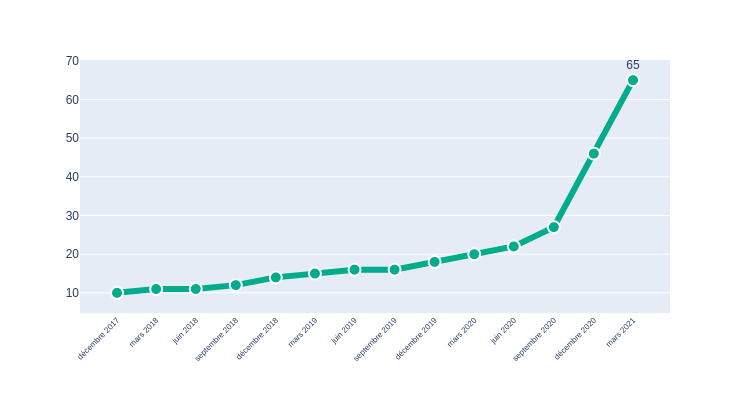 70
60
50
40
30
20
10
65
décembre 2017
mars 2018
juin 2018
septembre 2018
décembre 2018
mars 2019
juin 2019
septembre 2019
décembre 2019
mars 2020
juin 2020
septembre 2020
décembre 2020
mars 2021